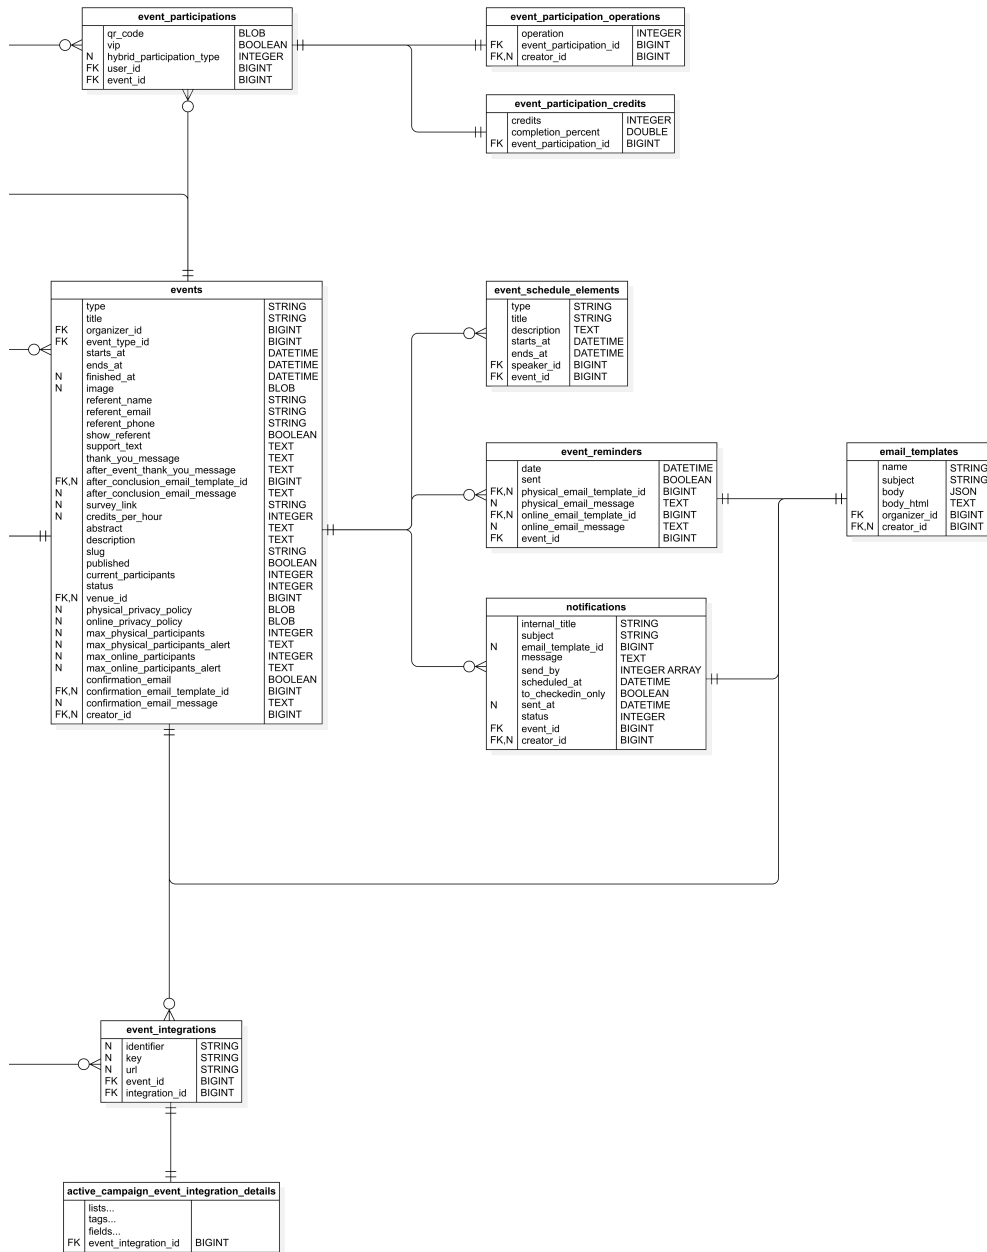 event_participations
qr_code BLOB
vip BOOLEAN
N hybrid_participation_type INTEGER
FK user_id BIGINT
FK event_id BIGINT
event_participation_operations
operation INTEGER
FK event_participation_id BIGINT
FK,N creator_id BIGINT
event_participation_credits
credits INTEGER
completion_percent DOUBLE
FK event_participation_id BIGINT
events
type STRING
title STRING
FK organizer_id BIGINT
FK event_type_id BIGINT
starts_at DATETIME
ends_at DATETIME
N finished_at DATETIME
N image BLOB
referent_name STRING
referent_email STRING
referent_phone STRING
show_referent BOOLEAN
support_text TEXT
thank_you_message TEXT
after_event_thank_you_message TEXT
FK,N after_conclusion_email_template_id BIGINT
N after_conclusion_email_message TEXT
N survey_link STRING
N credits_per_hour INTEGER
abstract TEXT
description TEXT
slug STRING
published BOOLEAN
current_participants INTEGER
status INTEGER
FK,N venue_id BIGINT
N physical_privacy_policy BLOB
N online_privacy_policy BLOB
N max_physical_participants INTEGER
N max_physical_participants_alert TEXT
N max_online_participants INTEGER
N max_online_participants_alert TEXT
confirmation_email BOOLEAN
FK,N confirmation_email_template_id BIGINT
N confirmation_email_message TEXT
FK,N creator_id BIGINT
event_schedule_elements
type STRING
title STRING
description TEXT
starts_at DATETIME
ends_at DATETIME
FK speaker_id BIGINT
FK event_id BIGINT
event_reminders
date DATETIME
sent BOOLEAN
FK,N physical_email_template_id BIGINT
N physical_email_message TEXT
FK,N online_email_template_id BIGINT
N online_email_message TEXT
FK event_id BIGINT
email_templates
name STRING
subject STRING
body JSON
body_html TEXT
FK organizer_id BIGINT
FK,N creator_id BIGINT
notifications
internal_title STRING
subject STRING
N email_template_id BIGINT
message TEXT
send_by INTEGER ARRAY
scheduled_at DATETIME
to_checkedin_only BOOLEAN
N sent_at DATETIME
status INTEGER
FK event_id BIGINT
FK,N creator_id BIGINT
event_integrations
N identifier STRING
N key STRING
N url STRING
FK event_id BIGINT
FK integration_id BIGINT
active_campaign_event_integration_details
lists...
tags...
fields...
FK event_integration_id BIGINT